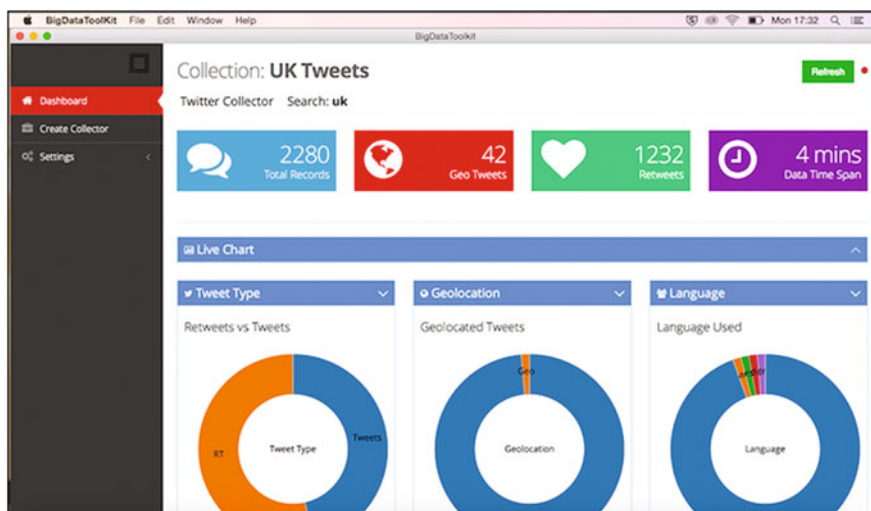 BigDataToolKit File Edit Window Help Mon 17:32
BigDataToolkit
Collection: UK Tweets
Refresh
Dashboard
Twitter Collector Search: uk
Create Collector
Settings
2280
Total Records
42
Geo Tweets
1232
Retweets
4 mins
Data Time Span
Live Chart
Tweet Type
Geolocation
Language
Retweets vs Tweets
Geolocated Tweets
Language Used
Geo
Tweets
RT
Tweet Type
Geolocation
Language